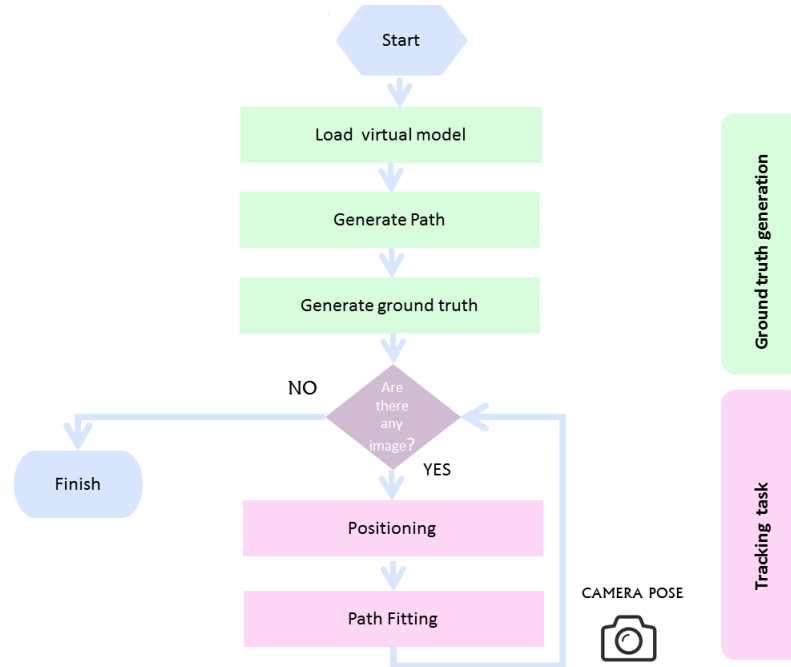 Start
Load virtual model
Generate Path
Generate ground truth
Are
there
any
image?
NO
YES
Finish
Positioning
Path Fitting
CAMERA POSE
Ground truth generation
Tracking task